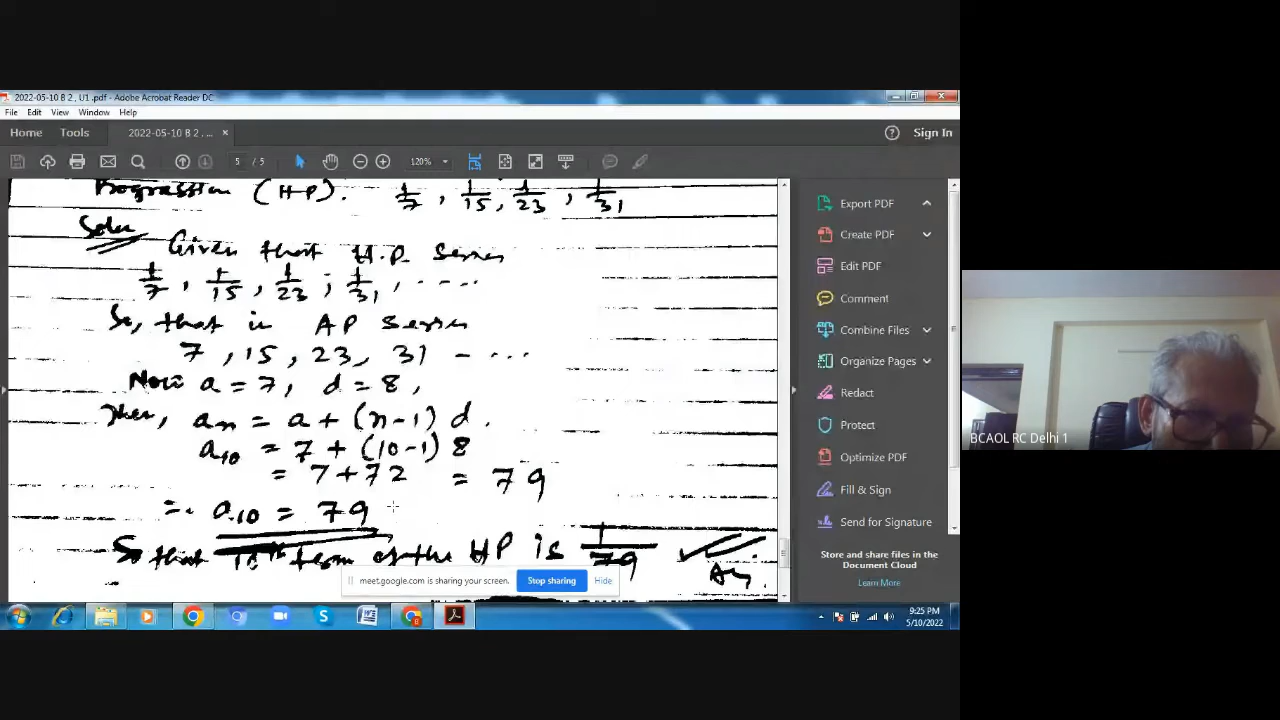 2022-05-10 B 2 , U1 .pdf - Adobe Acrobat Reader DC
File Edit View Window Help
Home Tools 2022-05-10 B 2 , ... × Sign In
5 / 5 120%
Progression (H.P). 1/7 , 1/15 , 1/23 , 1/31
Soln
Given that H.P. Series
1/7 , 1/15 , 1/23 , 1/31 , ....
So, that is AP series
7 , 15 , 23 , 31 - ...
Now a = 7, d = 8,
Then, an = a + (n-1) d .
a10 = 7 + (10-1) 8
= 7 + 72 = 79
a10 = 79
So that 10th term of the HP is 1/79
Ans.
Export PDF
Create PDF
Edit PDF
Comment
Combine Files
Organize Pages
Redact
Protect
Optimize PDF
Fill & Sign
Send for Signature
Store and share files in the
Document Cloud
Learn More
meet.google.com is sharing your screen. Stop sharing Hide
9:25 PM
5/10/2022
BCAOL RC Delhi 1